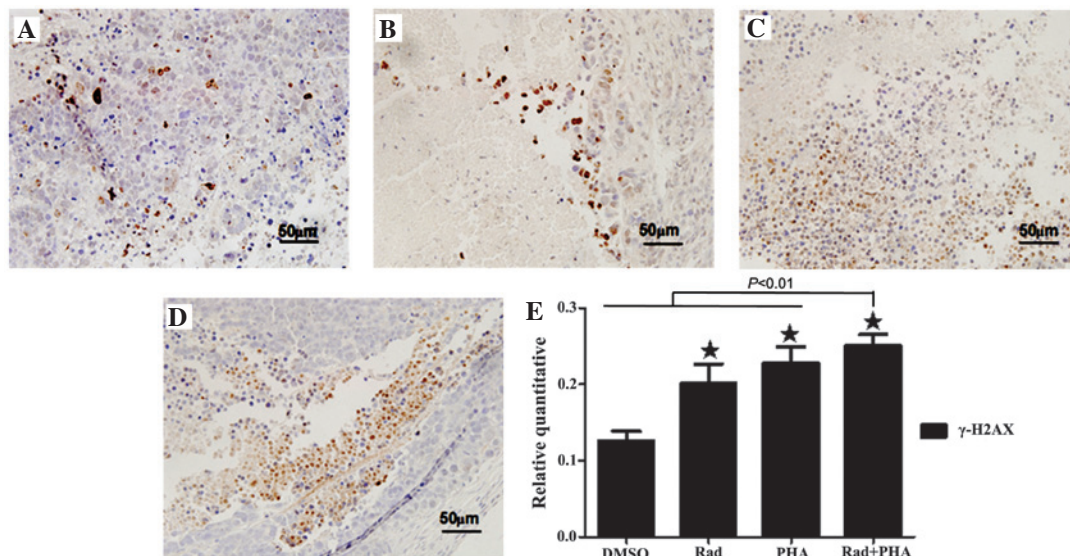 A
50μm
B
50μm
C
50μm
D
50μm
E
P<0.01
Relative quantitative
0.3
0.2
0.1
0.0
DMSO
Rad
PHA
Rad+PHA
γ-H2AX